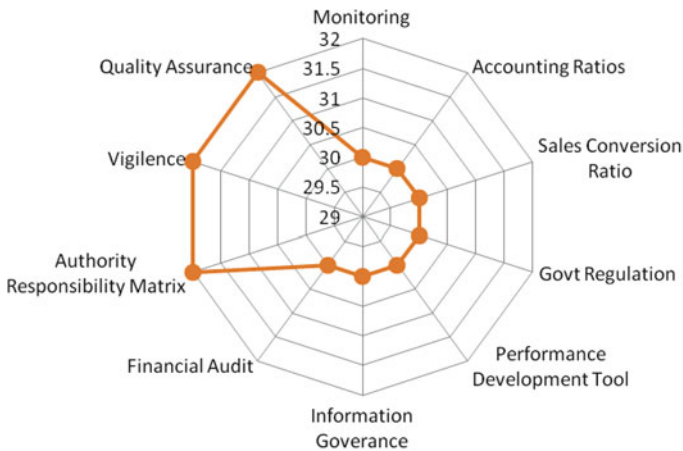 Monitoring
32
31.5
31
30.5
30
29.5
29
Quality Assurance
Accounting Ratios
Vigilence
Sales Conversion
Ratio
Authority
Responsibility Matrix
Govt Regulation
Financial Audit
Performance
Development Tool
Information
Goverance